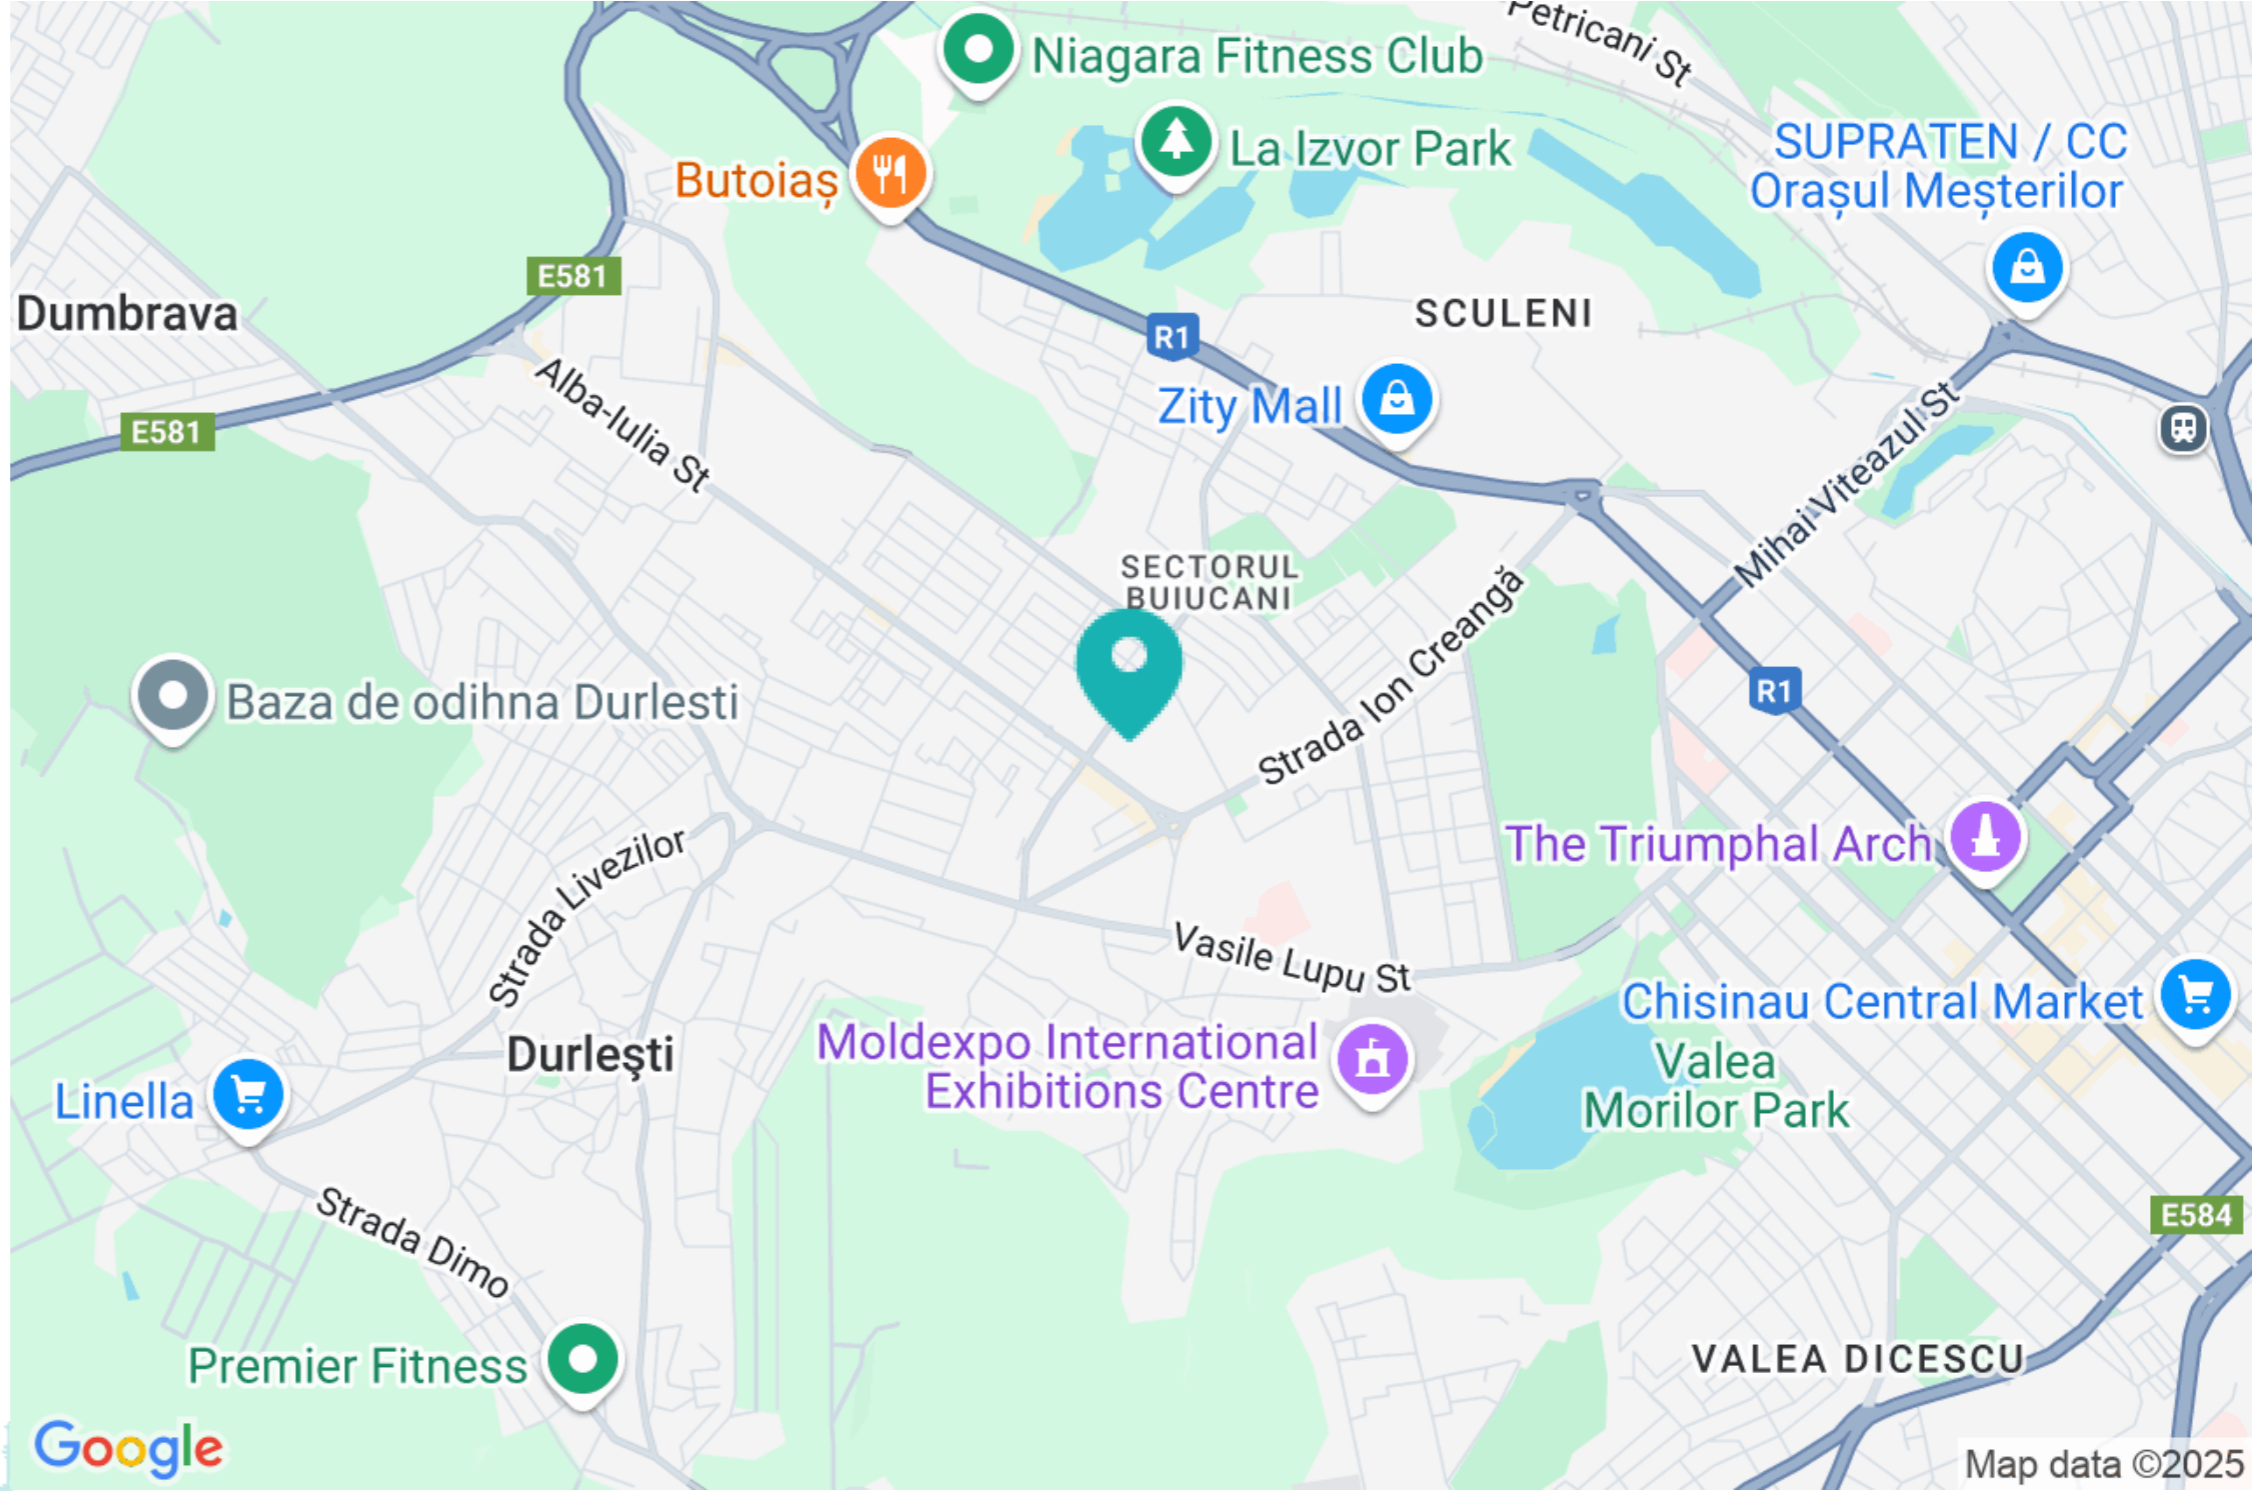 Petricani St
Niagara Fitness Club
La Izvor Park
SUPRATEN / CC
Orașul Meșterilor
Butoiaș
E581
Dumbrava
SCULENI
R1
Zity Mall
Alba-Iulia St
E581
Mihai Viteazul St
SECTORUL
BUIUCANI
Strada Ion Creangă
Baza de odihna Durlesti
R1
The Triumphal Arch
Strada Livezilor
Vasile Lupu St
Chisinau Central Market
Durleşti
Moldexpo International
Exhibitions Centre
Valea
Morilor Park
Linella
Strada Dimo
E584
Premier Fitness
VALEA DICESCU
Google
Map data ©2025